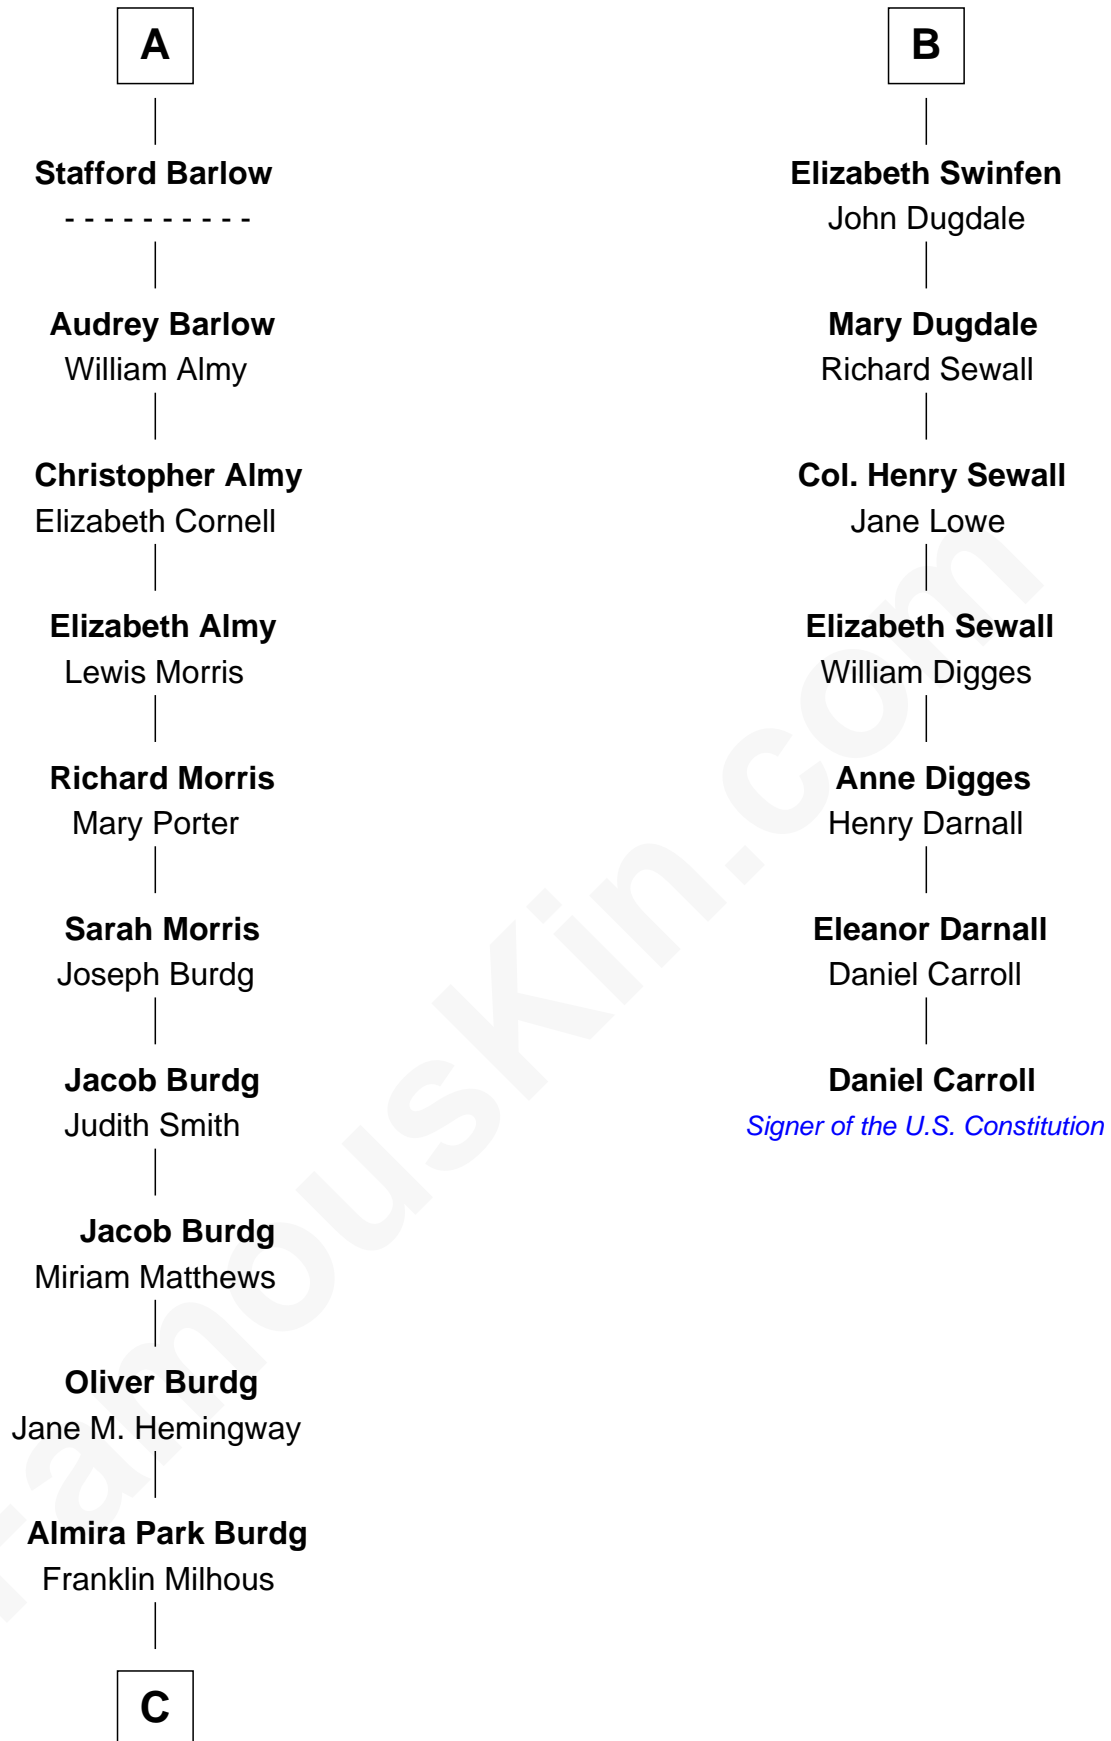 A
Stafford Barlow
- - - - - - - - - -
Audrey Barlow
William Almy
Christopher Almy
Elizabeth Cornell
Elizabeth Almy
Lewis Morris
Richard Morris
Mary Porter
Sarah Morris
Joseph Burdg
Jacob Burdg
Judith Smith
Jacob Burdg
Miriam Matthews
Oliver Burdg
Jane M. Hemingway
Almira Park Burdg
Franklin Milhous
C
B
Elizabeth Swinfen
John Dugdale
Mary Dugdale
Richard Sewall
Col. Henry Sewall
Jane Lowe
Elizabeth Sewall
William Digges
Anne Digges
Henry Darnall
Eleanor Darnall
Daniel Carroll
Daniel Carroll
Signer of the U.S. Constitution
FamousKin.com